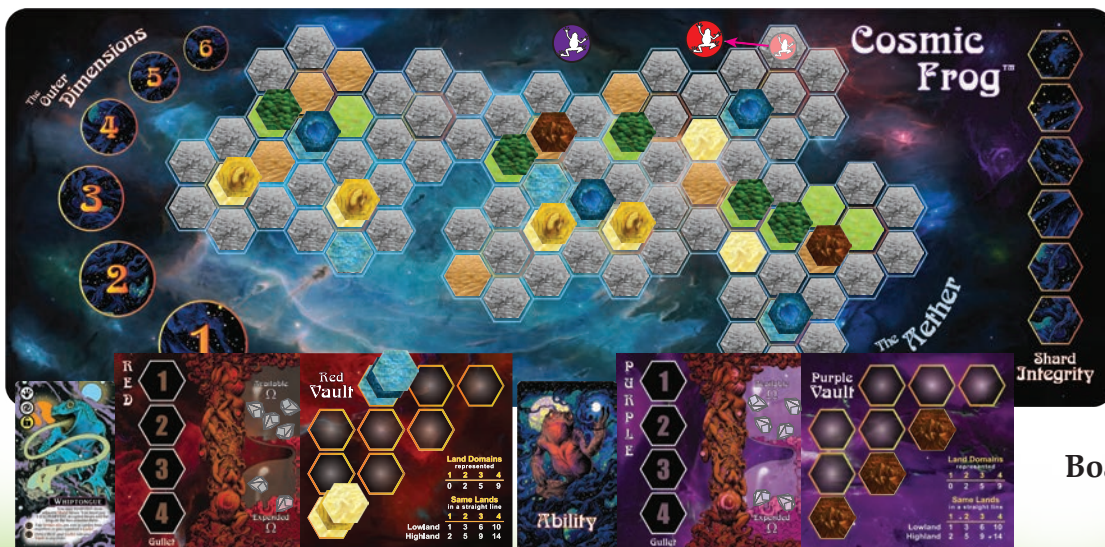 The Outer
Dimensions
6
5
4
3
2
1
Cosmic
Frog™
The Aether
Shard
Integrity
WHIPTONGUE
RED
1
2
3
4
Gullet
Available
Ω
Expended
Ω
Red
Vault
Land Domains
represented
1 2 3 4
0 2 5 9
Same Lands
in a straight line
1 2 3 4
Lowland 1 3 6 10
Highland 2 5 9 14
Ability
PURPLE
1
2
3
4
Gullet
Available
Ω
Expended
Ω
Purple
Vault
Land Domains
represented
1 2 3 4
0 2 5 9
Same Lands
in a straight line
1 2 3 4
Lowland 1 3 6 10
Highland 2 5 9 14
Bo